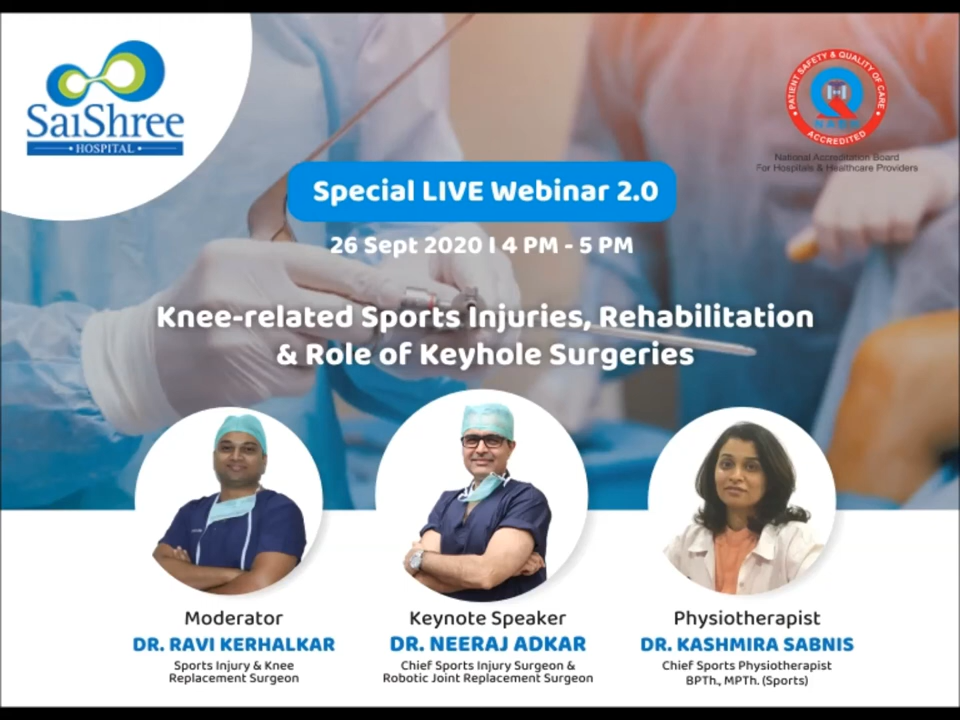 SaiShree
• HOSPITAL •
PATIENT SAFETY & QUALITY OF CARE
ACCREDITED
National Accreditation Board
For Hospitals & Healthcare Providers
Special LIVE Webinar 2.0
26 Sept 2020 I 4 PM - 5 PM
Knee-related Sports Injuries, Rehabilitation
& Role of Keyhole Surgeries
Moderator
DR. RAVI KERHALKAR
Sports Injury & Knee
Replacement Surgeon
Keynote Speaker
DR. NEERAJ ADKAR
Chief Sports Injury Surgeon &
Robotic Joint Replacement Surgeon
Physiotherapist
DR. KASHMIRA SABNIS
Chief Sports Physiotherapist
BPTh., MPTh. (Sports)